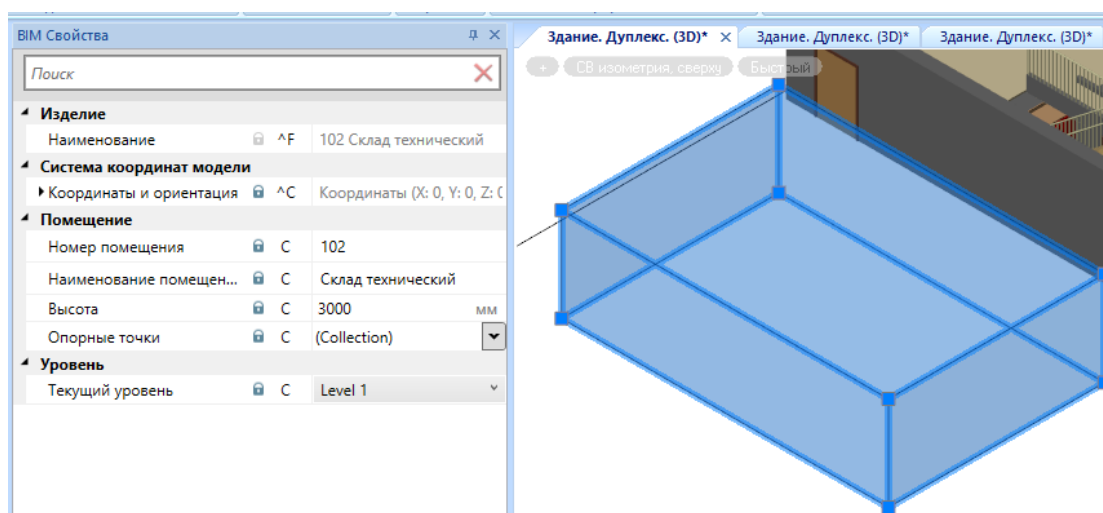 BIM Свойства
Поиск
Изделие
Наименование ^F 102 Склад технический
Система координат модели
Координаты и ориентация ^C Координаты (X: 0, Y: 0, Z: 0
Помещение
Номер помещения C 102
Наименование помещен... C Склад технический
Высота C 3000 мм
Опорные точки C (Collection)
Уровень
Текущий уровень C Level 1
Здание. Дуплекс. (3D)* Здание. Дуплекс. (3D)* Здание. Дуплекс. (3D)*
+ СВ изометрия, сверху Быстрый